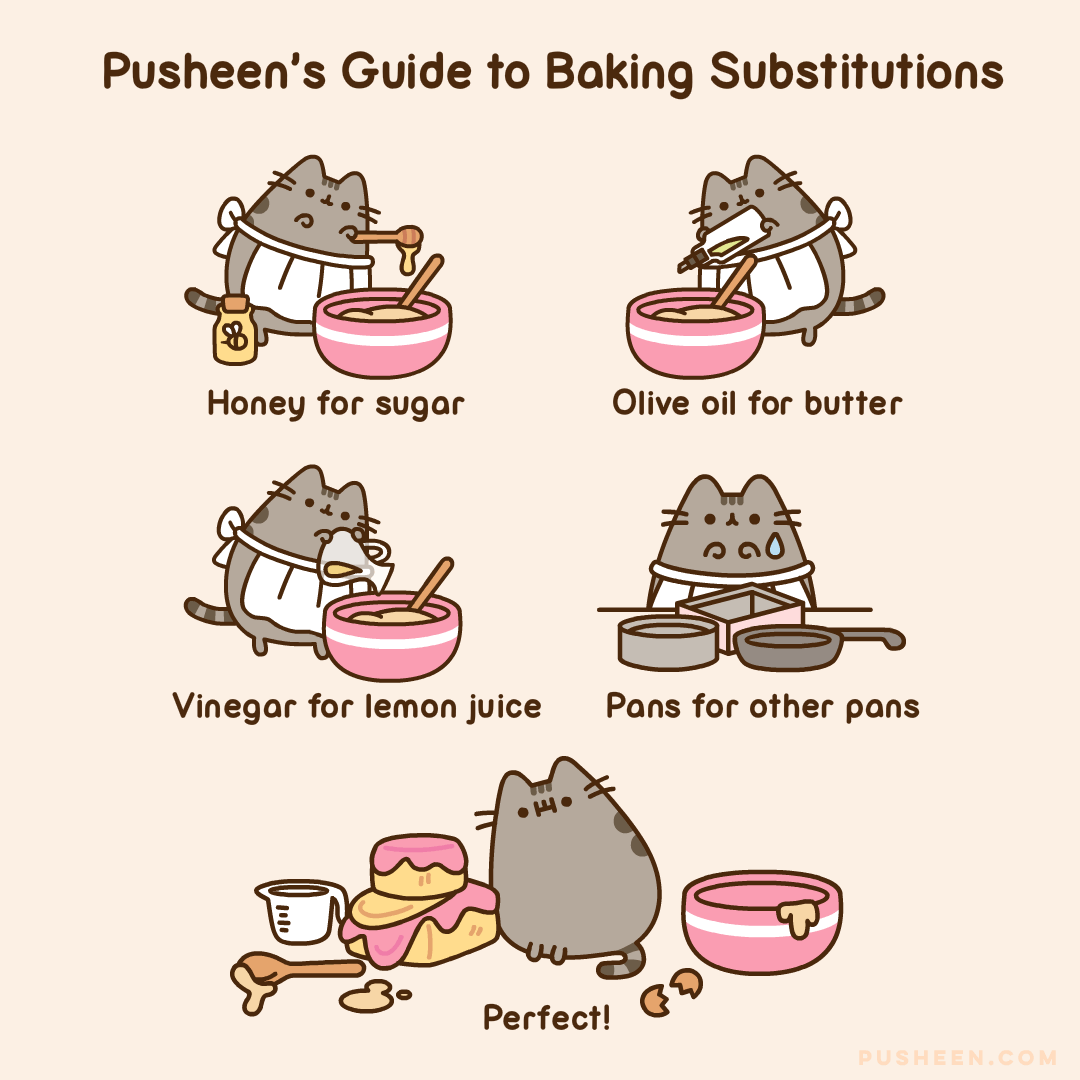 Pusheen's Guide to Baking Substitutions
Honey for sugar
Olive oil for butter
Vinegar for lemon juice
Pans for other pans
Perfect!
PUSHEEN.COM